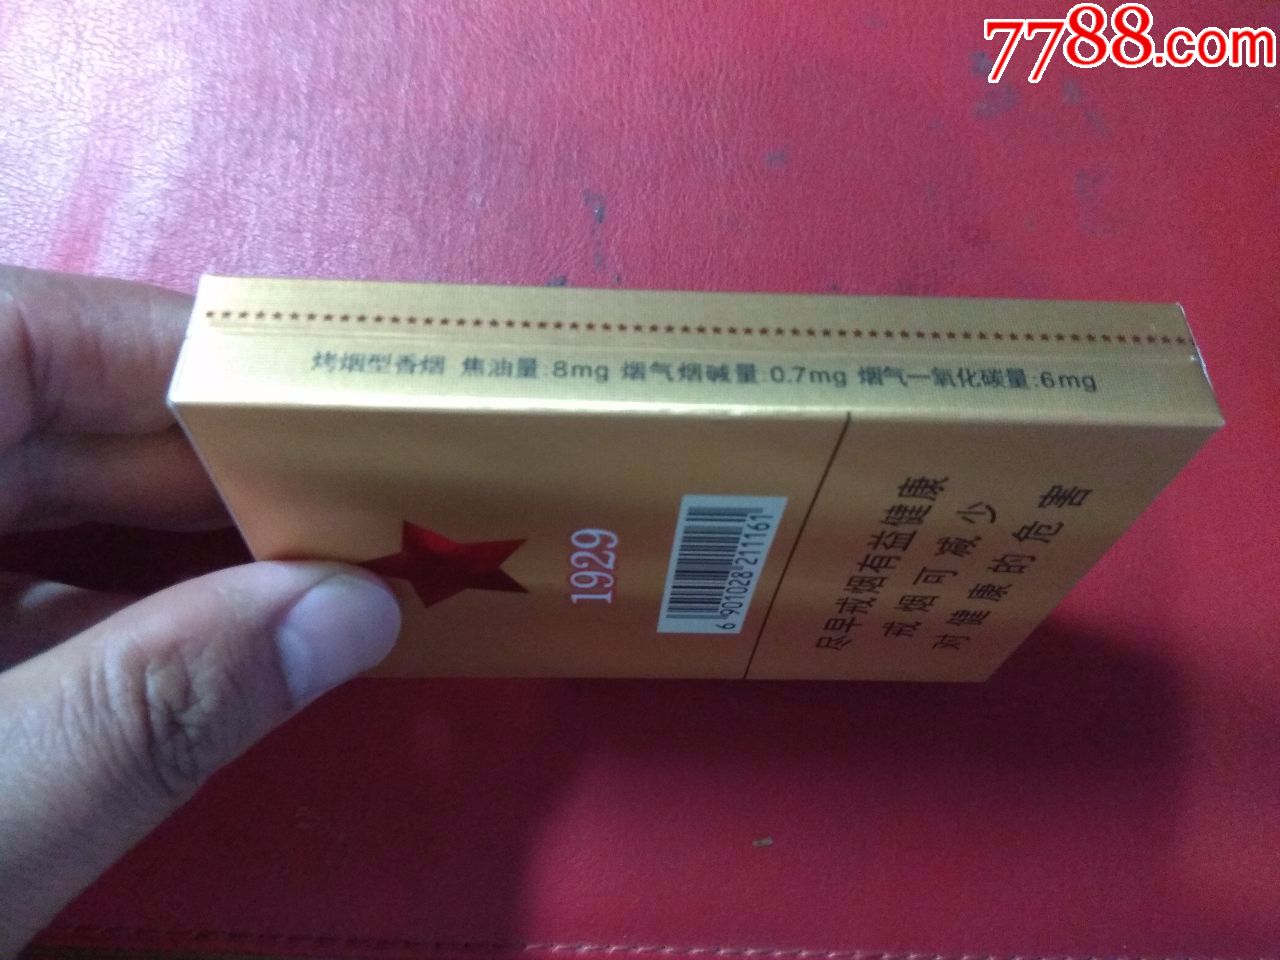 7788.com
烤烟型香烟 焦油量:8mg 烟气烟碱量:0.7mg 烟气一氧化碳量:6mg
1929
6 901028 211161
尽早戒烟有益健康
戒烟可减少
对健康的危害